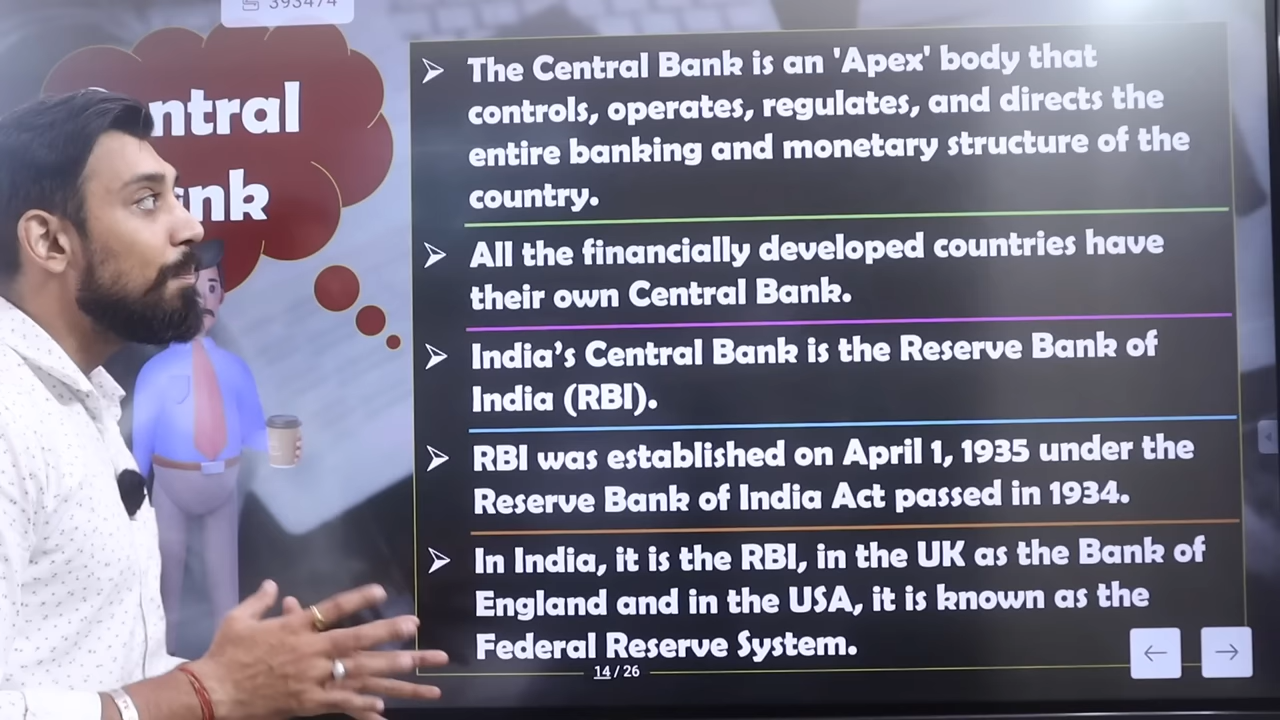 393474
ntral
nk
➢ The Central Bank is an 'Apex' body that
controls, operates, regulates, and directs the
entire banking and monetary structure of the
country.
➢ All the financially developed countries have
their own Central Bank.
➢ India's Central Bank is the Reserve Bank of
India (RBI).
➢ RBI was established on April 1, 1935 under the
Reserve Bank of India Act passed in 1934.
➢ In India, it is the RBI, in the UK as the Bank of
England and in the USA, it is known as the
Federal Reserve System.
14 / 26